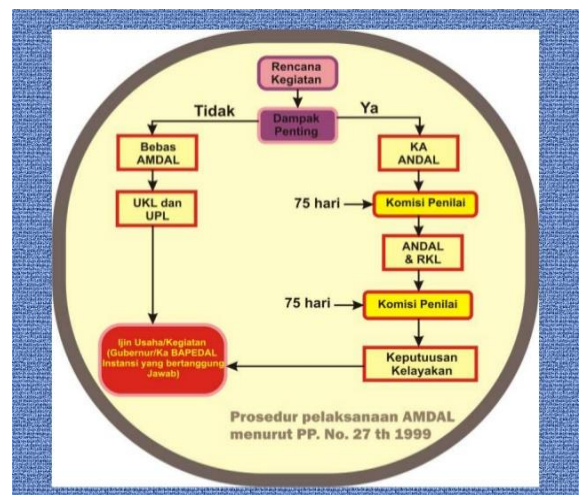 Rencana
Kegiatan
Tidak
Ya
Dampak
Penting
Bebas
AMDAL
KA
ANDAL
UKL dan
UPL
75 hari
Komisi Penilai
ANDAL
& RKL
75 hari
Komisi Penilai
Ijin Usaha/Kegiatan
(Gubernur/Ka BAPEDAL
Instansi yang bertanggung
Jawab)
Keputuusan
Kelayakan
Prosedur pelaksanaan AMDAL
menurut PP. No. 27 th 1999